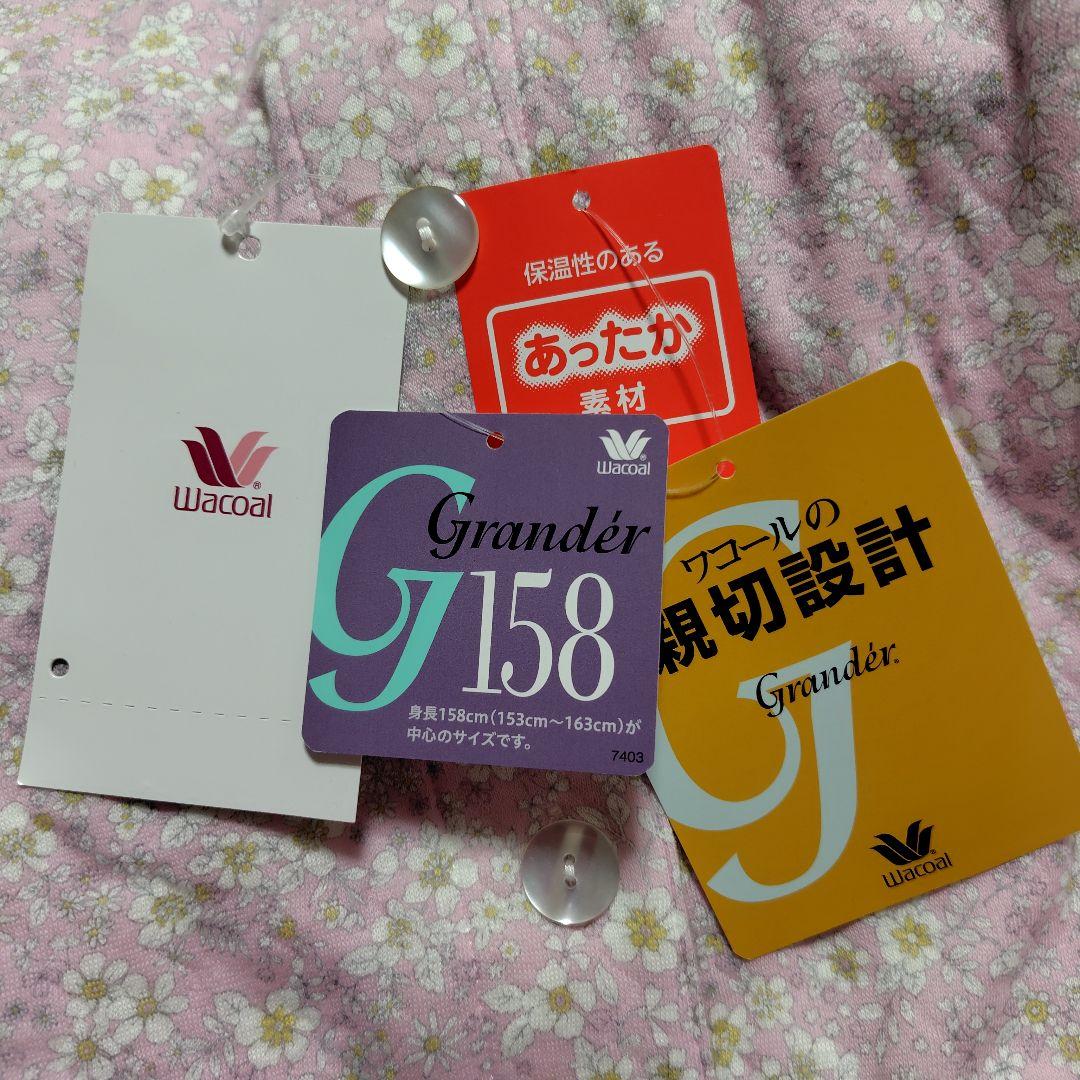 Wacoal
保温性のある
あったか
素材
Wacoal
Grandér
G158
身長158cm(153cm～163cm)が
中心のサイズです。
7403
ワコールの
親切設計
Grandér
G
Wacoal